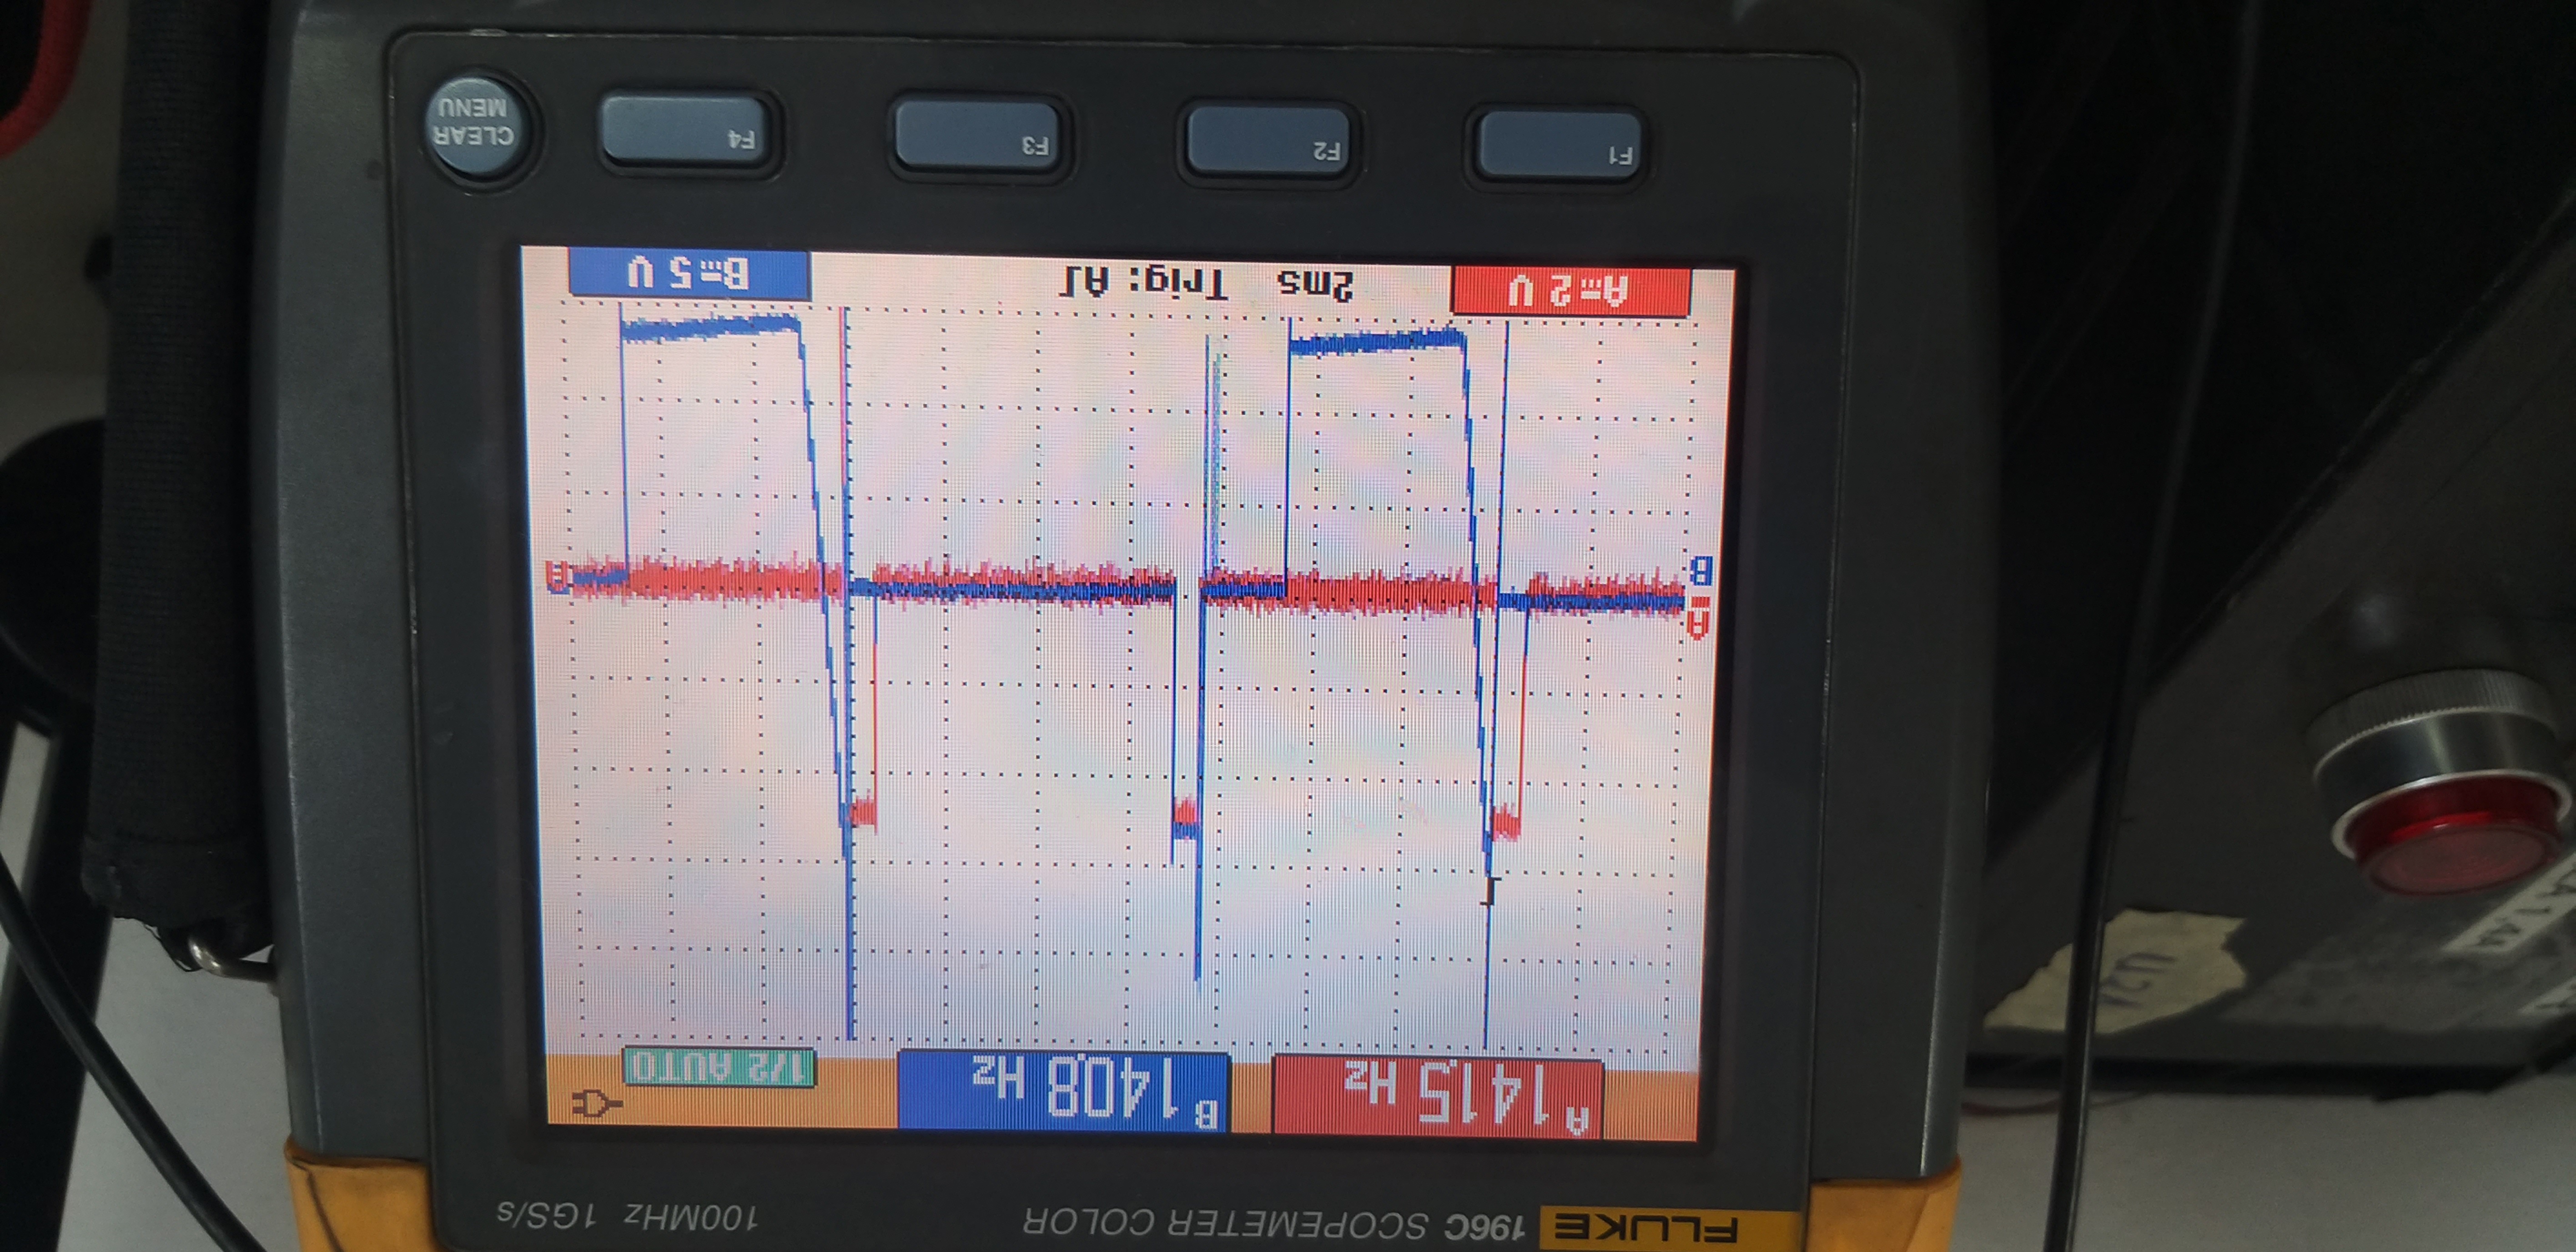 FLUKE 196C SCOPEMETER COLOR 100MHz 1GS/s
A 141.5 Hz B 140.8 Hz
1/2 AUTO
U21
A
B
A
A 2 V 2ms Trig: A B 5 V
F1 F2 F3 F4
CLEAR
MENU